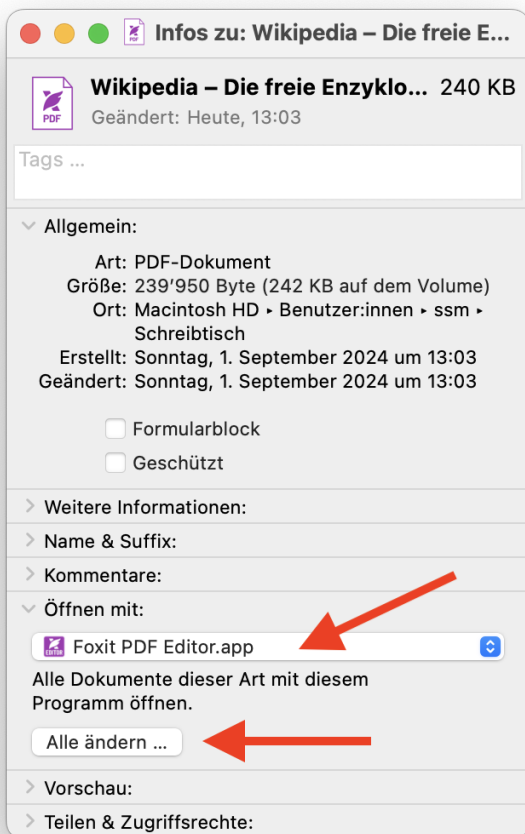 Infos zu: Wikipedia – Die freie E...
PDF
Wikipedia – Die freie Enzyklo... 240 KB
Geändert: Heute, 13:03
PDF
Tags ...
Allgemein:
Art: PDF-Dokument
Größe: 239’950 Byte (242 KB auf dem Volume)
Ort: Macintosh HD ▸ Benutzer:innen ▸ ssm ▸
Schreibtisch
Erstellt: Sonntag, 1. September 2024 um 13:03
Geändert: Sonntag, 1. September 2024 um 13:03
Formularblock
Geschützt
Weitere Informationen:
Name & Suffix:
Kommentare:
Öffnen mit:
EDITOR Foxit PDF Editor.app
Alle Dokumente dieser Art mit diesem
Programm öffnen.
Alle ändern ...
Vorschau:
Teilen & Zugriffsrechte: